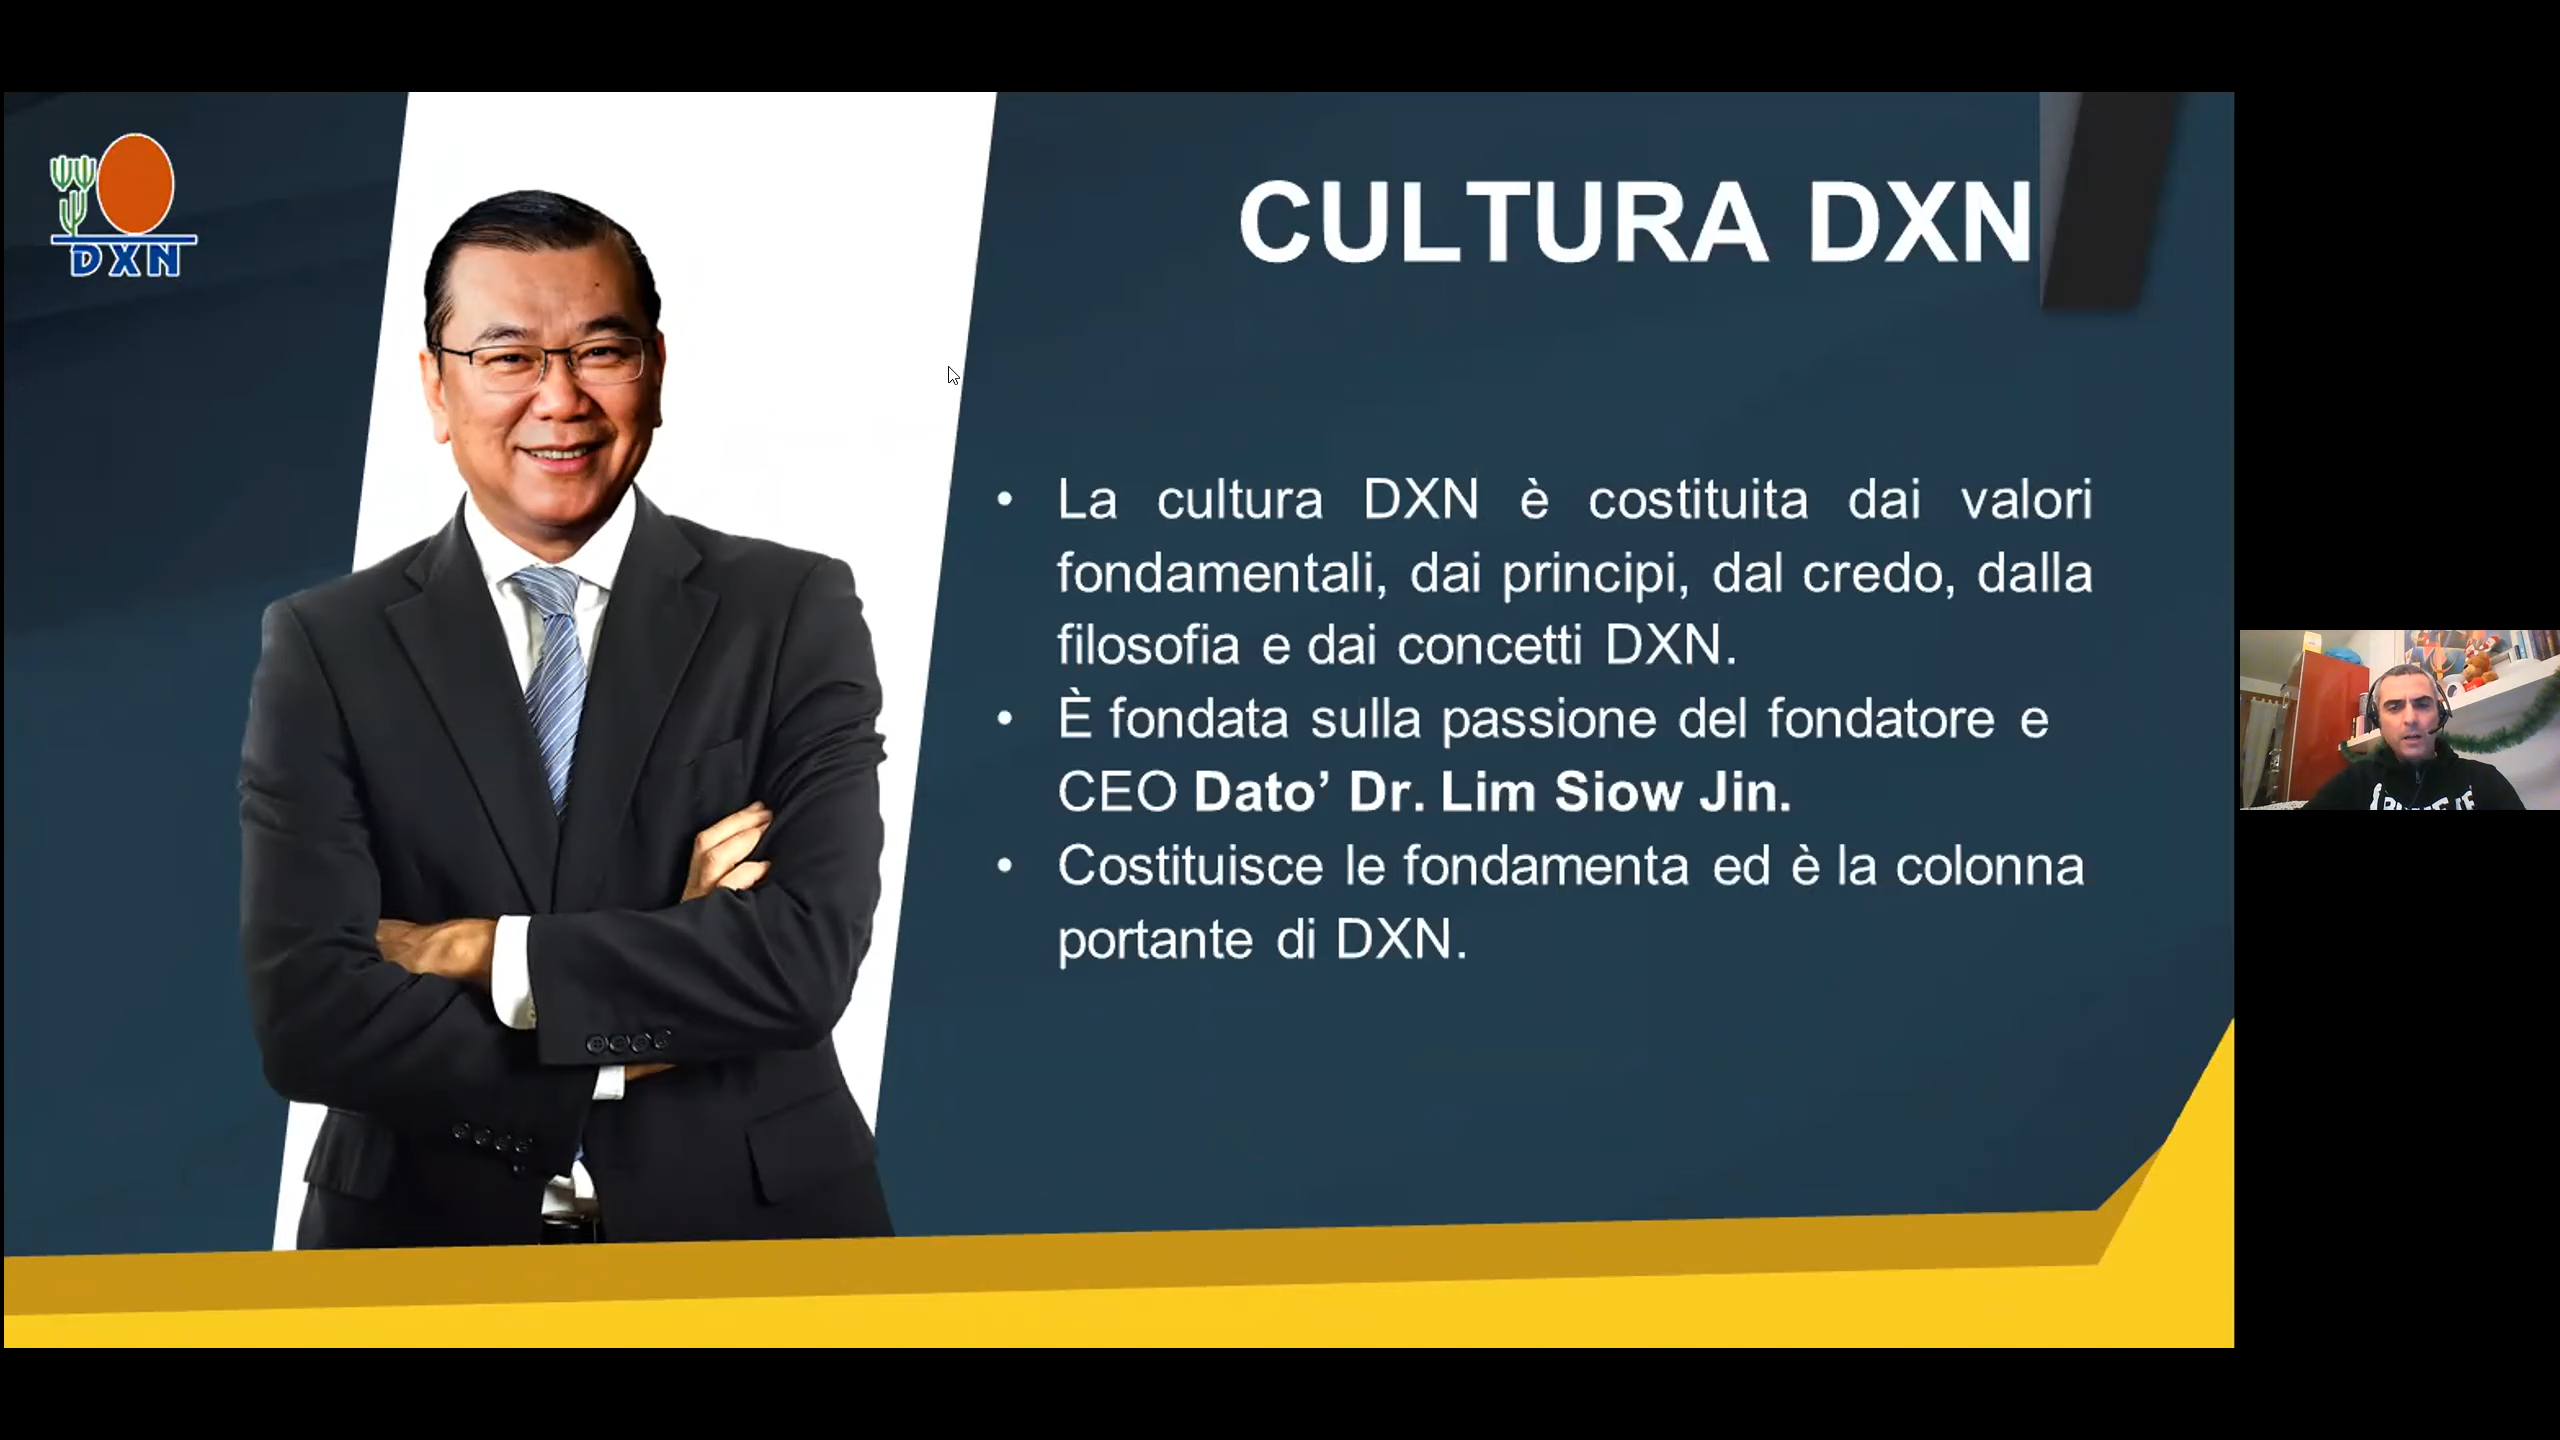 DXN
CULTURA DXN
• La cultura DXN è costituita dai valori
fondamentali, dai principi, dal credo, dalla
filosofia e dai concetti DXN.
• È fondata sulla passione del fondatore e
CEO Dato’ Dr. Lim Siow Jin.
• Costituisce le fondamenta ed è la colonna
portante di DXN.